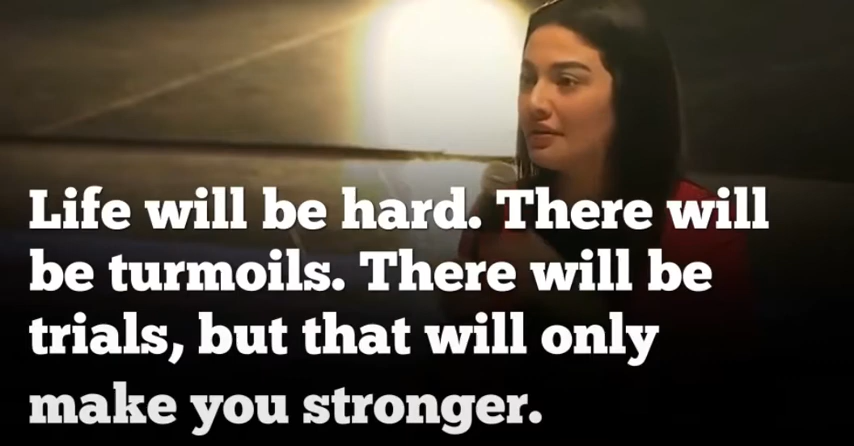 Life will be hard. There will
be turmoils. There will be
trials, but that will only
make you stronger.